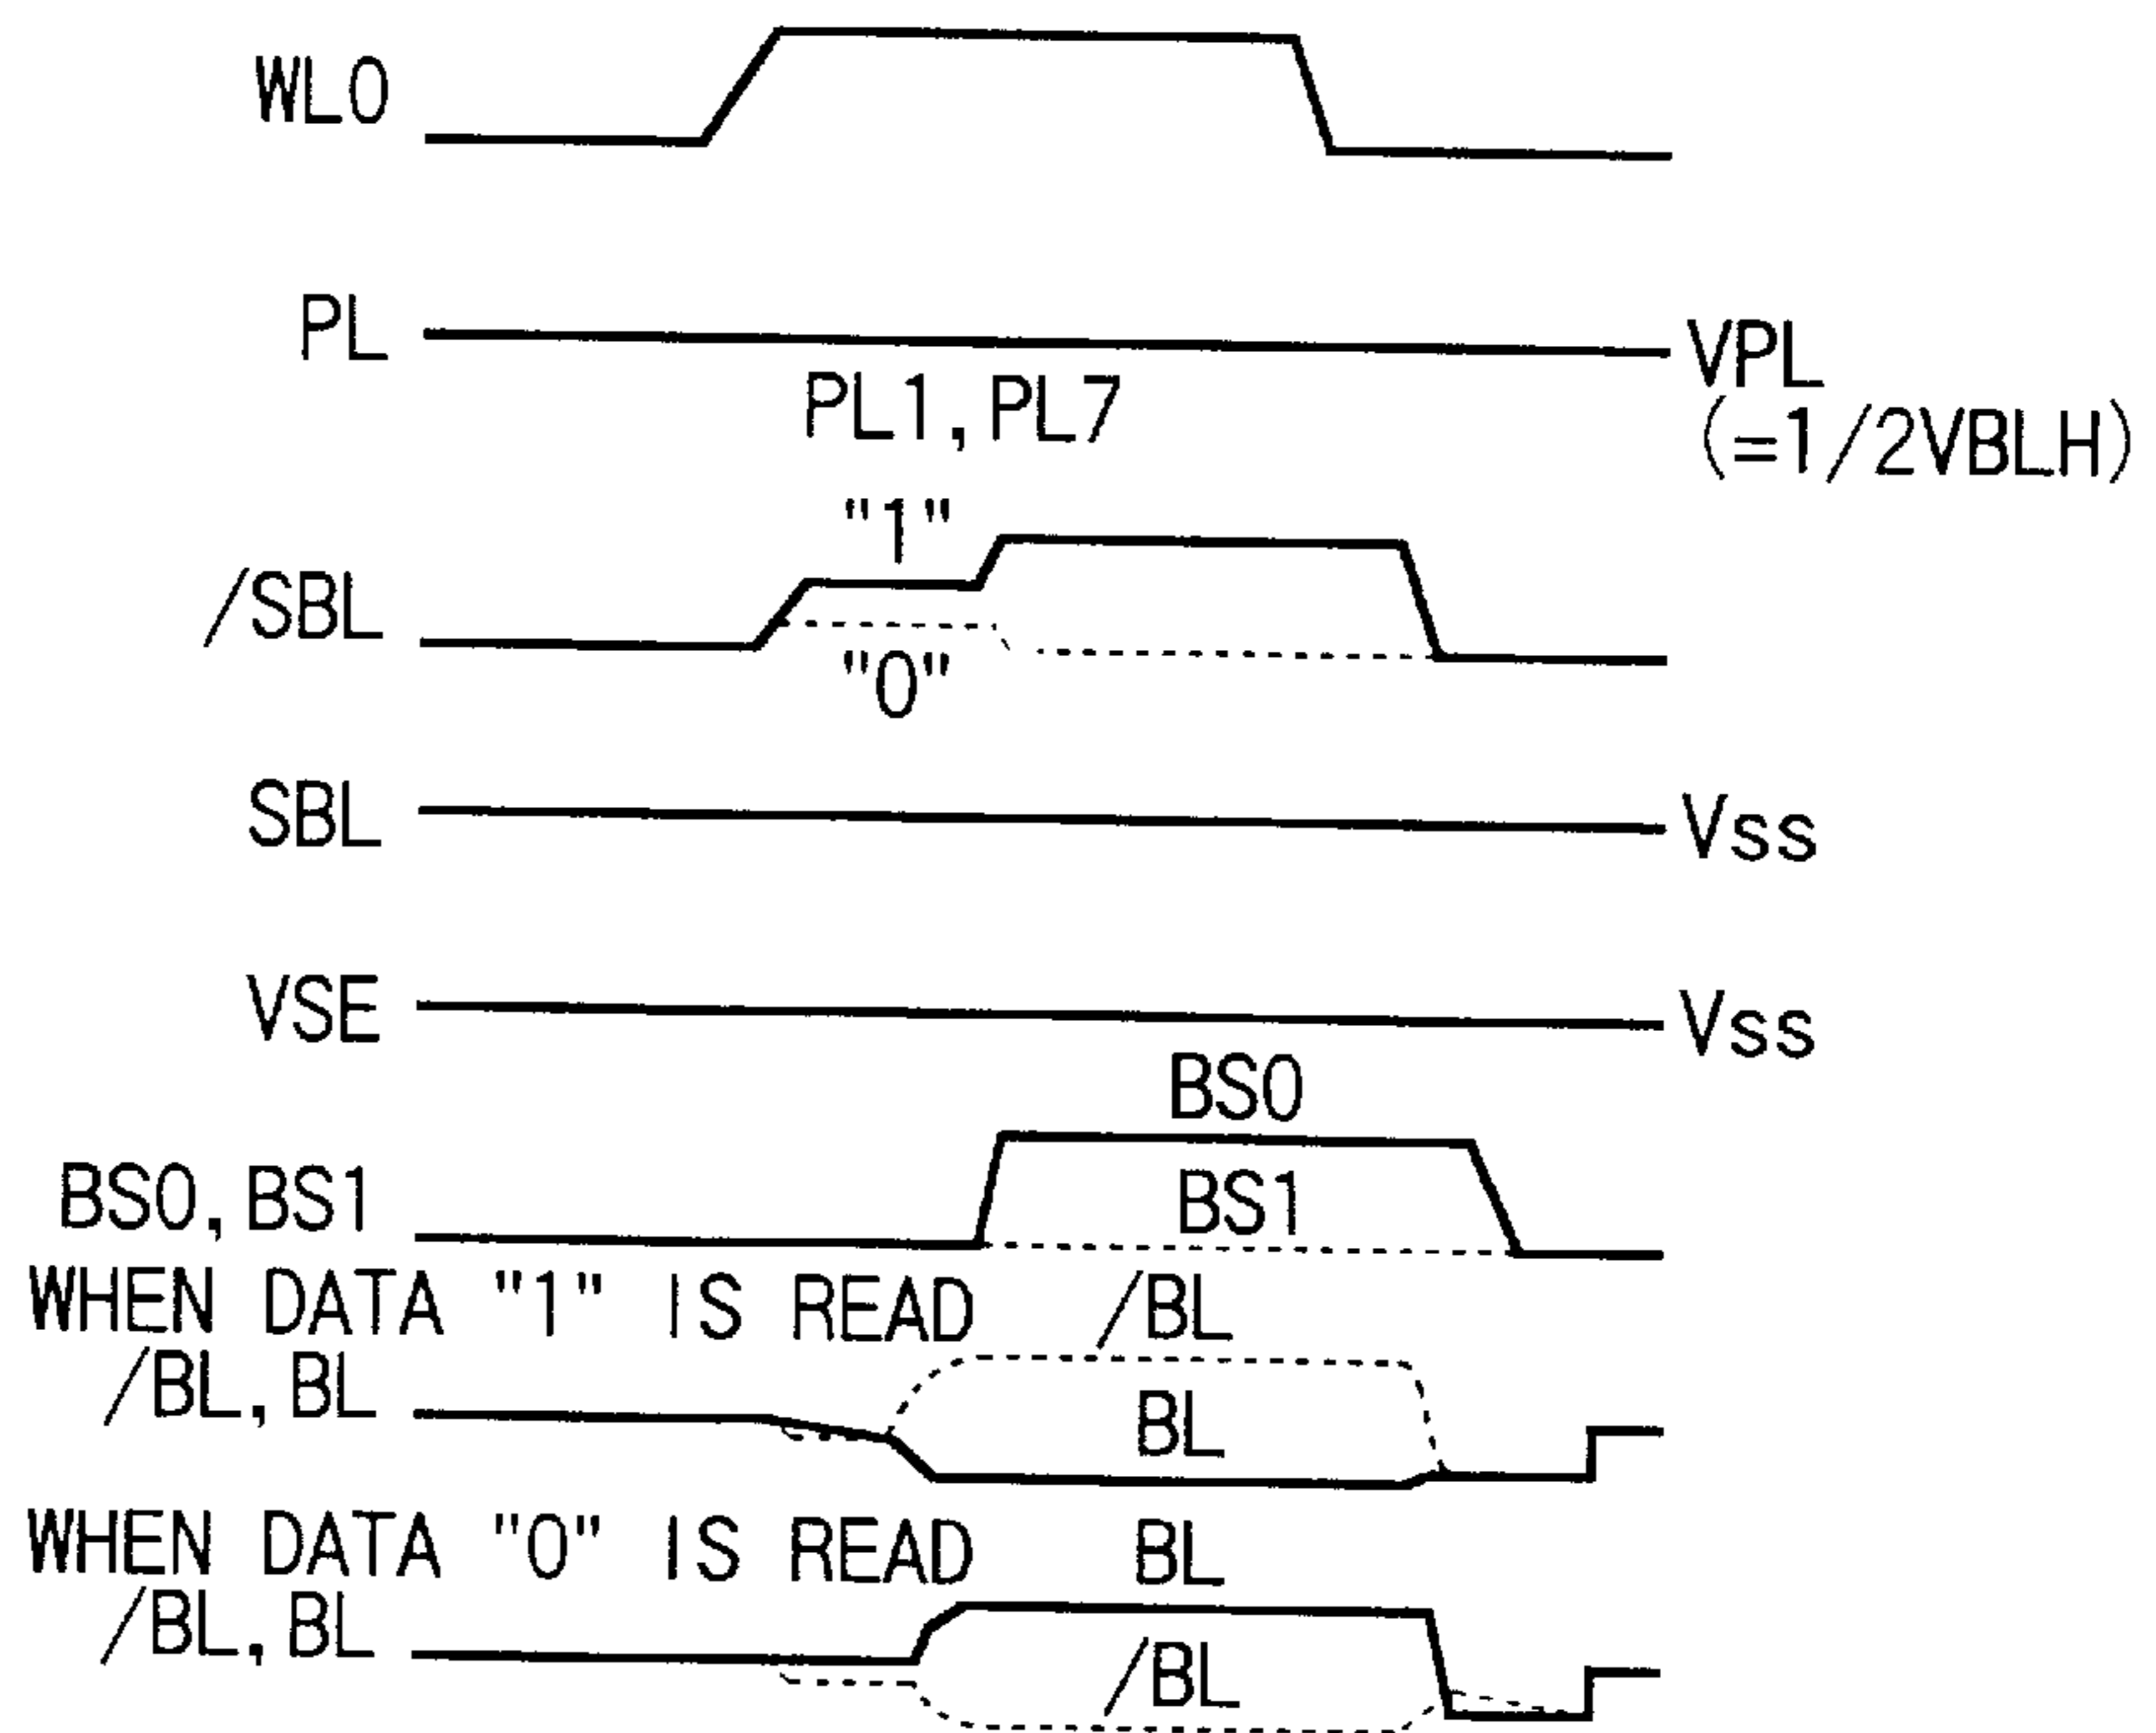 WL0
PL
VPL
PL1, PL7
(=1/2VBLH)
"1"
/SBL
"0"
SBL
Vss
VSE
Vss
BS0
BS0, BS1
BS1
WHEN DATA "1" IS READ /BL
/BL, BL
BL
WHEN DATA "0" IS READ BL
/BL, BL
/BL